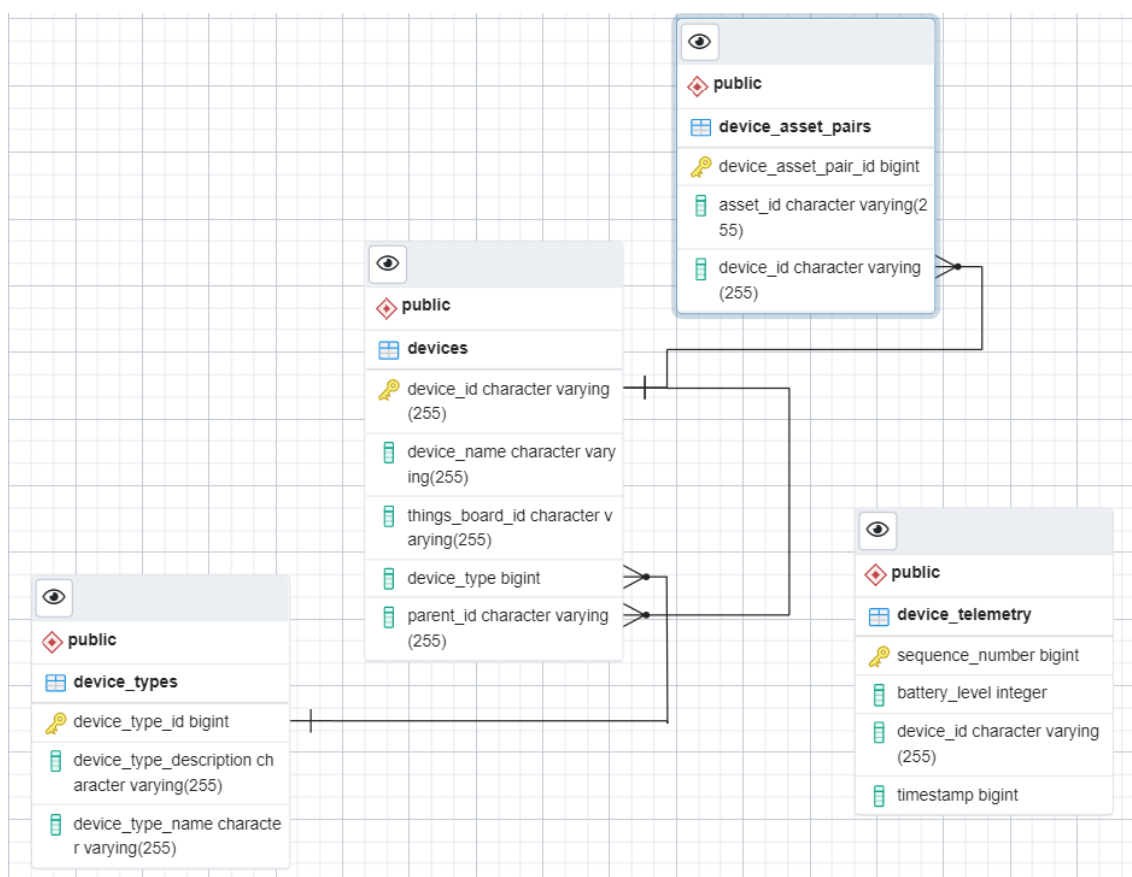 public
device_asset_pairs
device_asset_pair_id bigint
asset_id character varying(2
55)
device_id character varying
(255)
public
devices
device_id character varying
(255)
device_name character vary
ing(255)
things_board_id character v
arying(255)
device_type bigint
parent_id character varying
(255)
public
device_telemetry
sequence_number bigint
battery_level integer
device_id character varying
(255)
timestamp bigint
public
device_types
device_type_id bigint
device_type_description ch
aracter varying(255)
device_type_name characte
r varying(255)